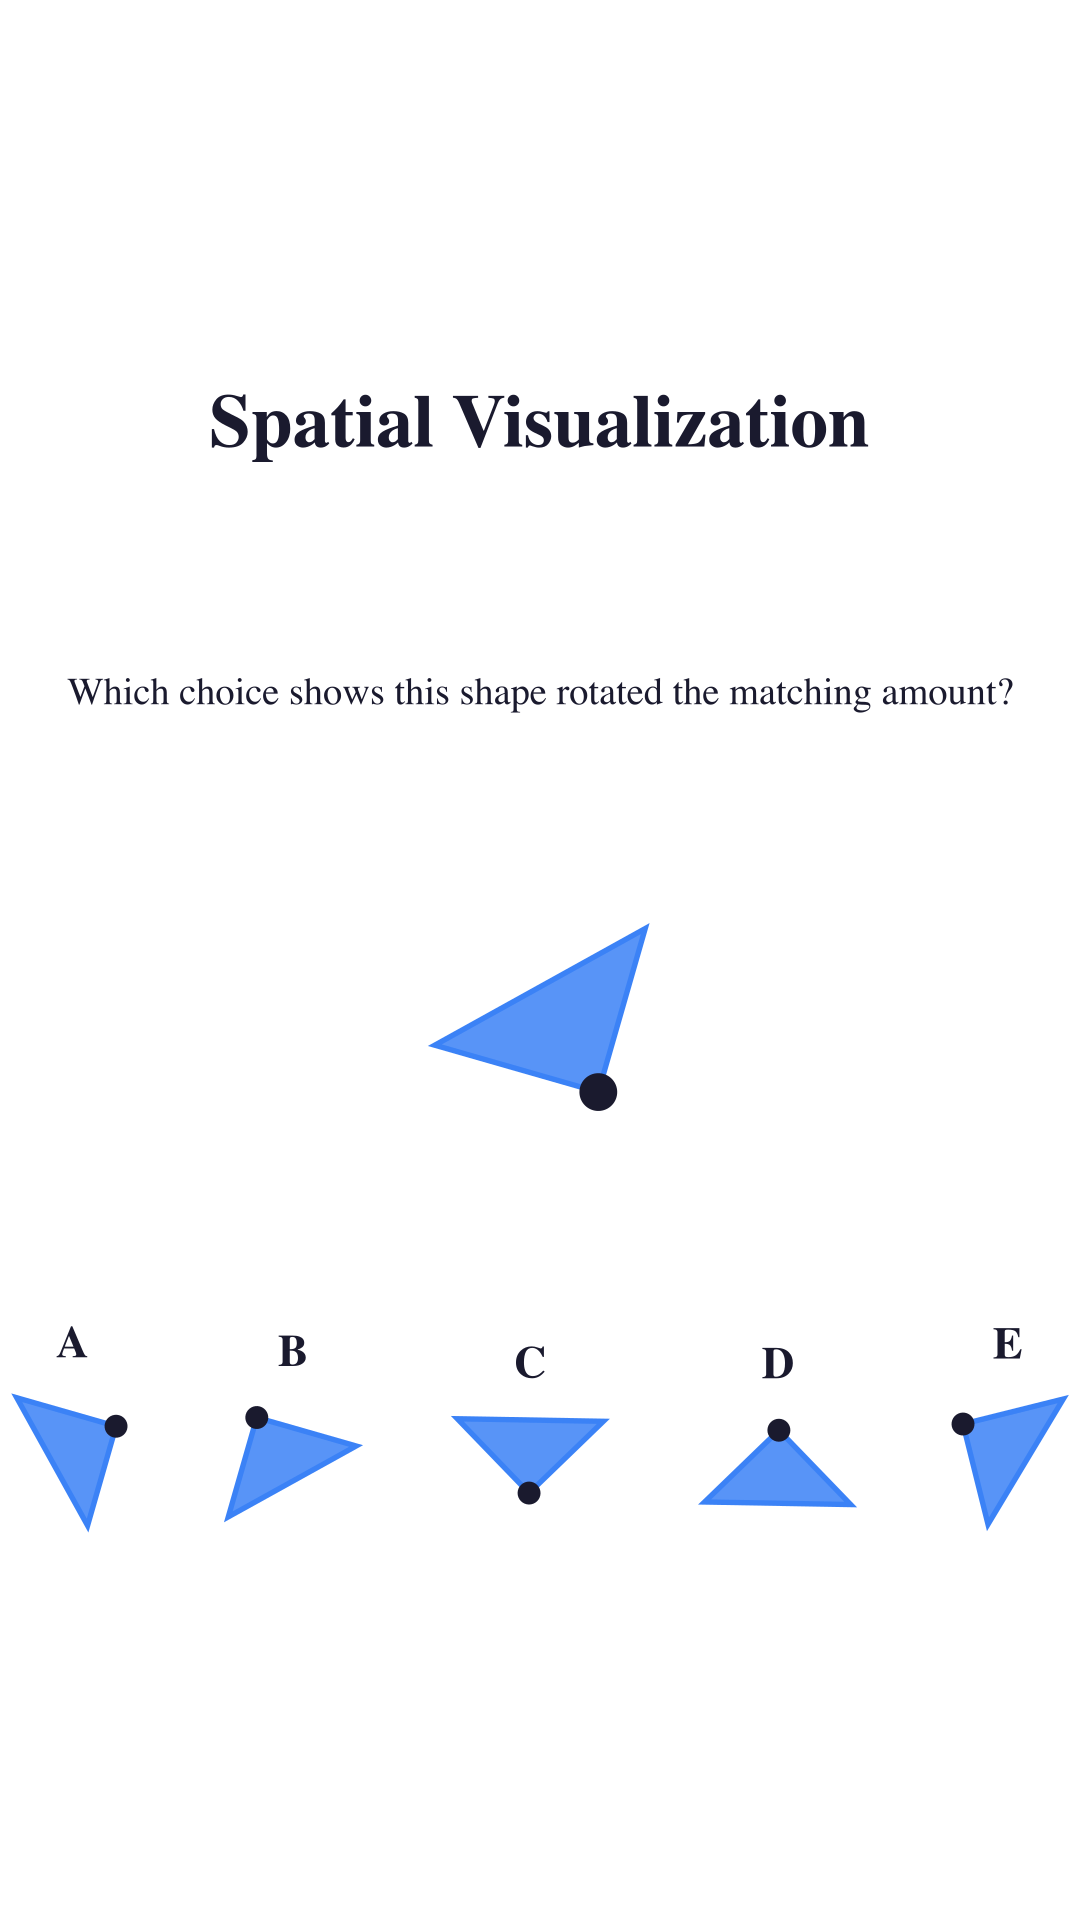 Spatial Visualization
Which choice shows this shape rotated the matching amount?
A
B
C
D
E